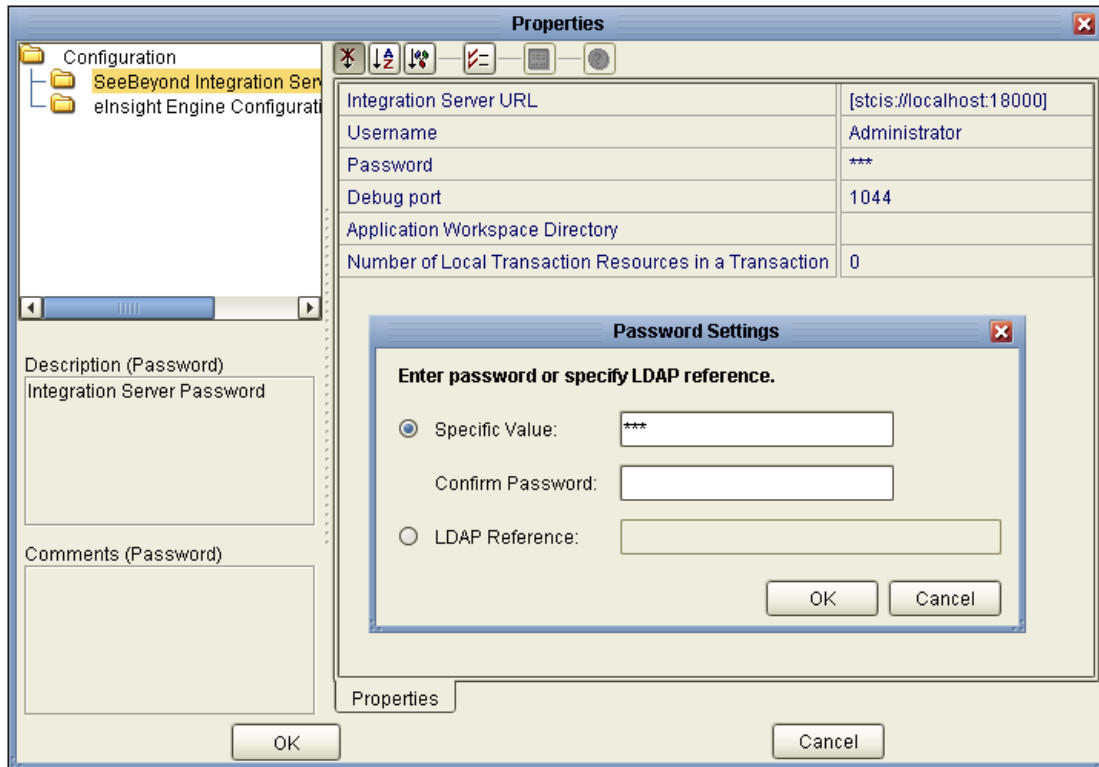 Properties
Configuration
SeeBeyond Integration Ser
eInsight Engine Configurati
Integration Server URL [stcis://localhost:18000]
Username Administrator
Password ***
Debug port 1044
Application Workspace Directory
Number of Local Transaction Resources in a Transaction 0
Description (Password)
Integration Server Password
Comments (Password)
Password Settings
Enter password or specify LDAP reference.
Specific Value: ***
Confirm Password:
LDAP Reference:
OK Cancel
Properties
OK Cancel